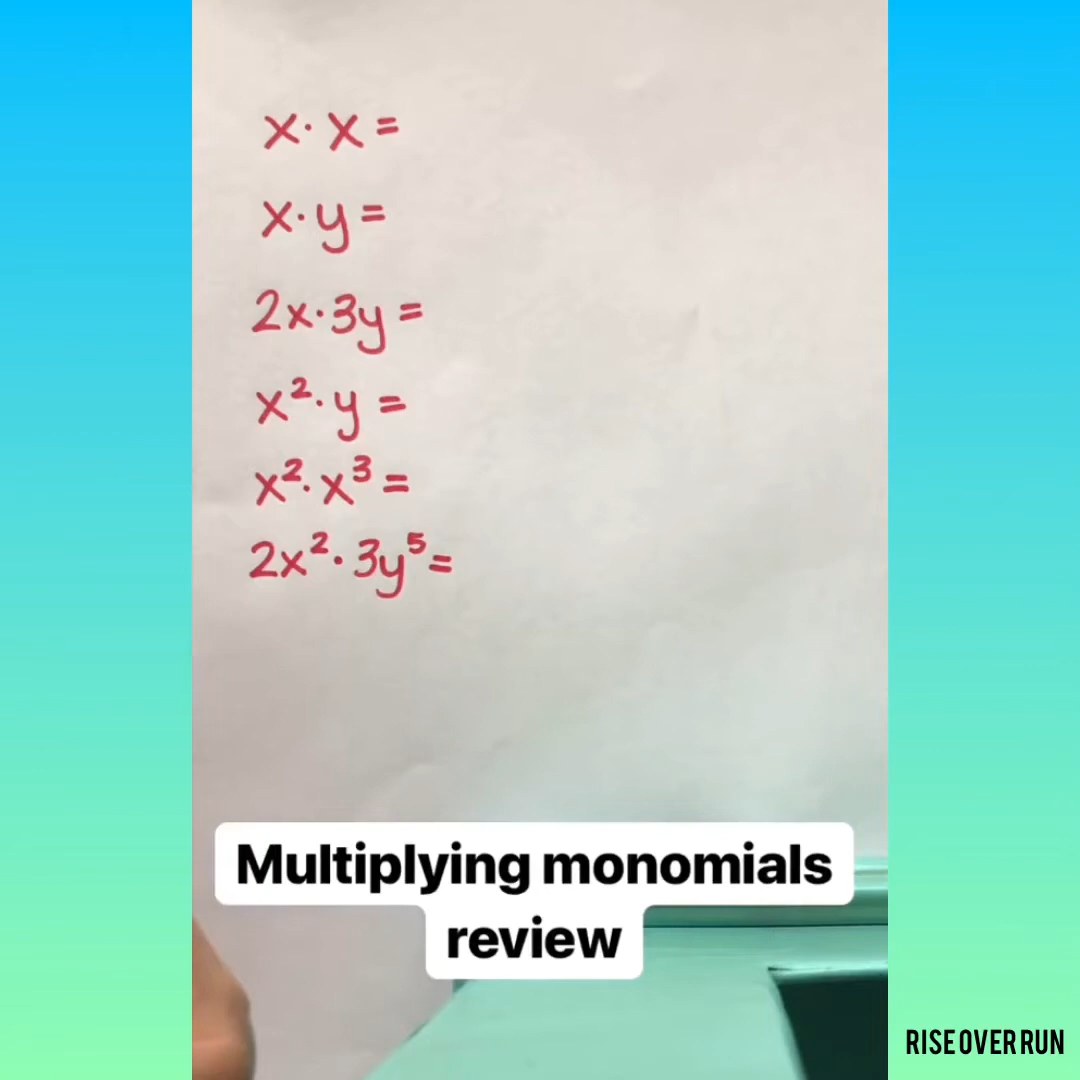 x · x =
x · y =
2x · 3y =
x² · y =
x² · x³ =
2x² · 3y⁵ =
Multiplying monomials
review
RISE OVER RUN